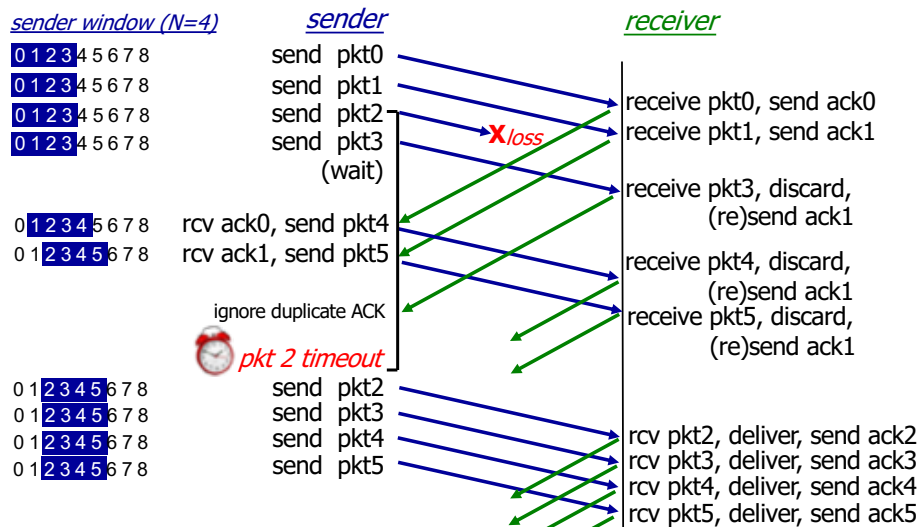 sender window (N=4) sender receiver
0 1 2 3 4 5 6 7 8 send pkt0
0 1 2 3 4 5 6 7 8 send pkt1
0 1 2 3 4 5 6 7 8 send pkt2
0 1 2 3 4 5 6 7 8 send pkt3
(wait)
X loss
receive pkt0, send ack0
receive pkt1, send ack1
receive pkt3, discard,
(re)send ack1
0 1 2 3 4 5 6 7 8 rcv ack0, send pkt4
0 1 2 3 4 5 6 7 8 rcv ack1, send pkt5
receive pkt4, discard,
(re)send ack1
receive pkt5, discard,
(re)send ack1
ignore duplicate ACK
pkt 2 timeout
0 1 2 3 4 5 6 7 8 send pkt2
0 1 2 3 4 5 6 7 8 send pkt3
0 1 2 3 4 5 6 7 8 send pkt4
0 1 2 3 4 5 6 7 8 send pkt5
rcv pkt2, deliver, send ack2
rcv pkt3, deliver, send ack3
rcv pkt4, deliver, send ack4
rcv pkt5, deliver, send ack5